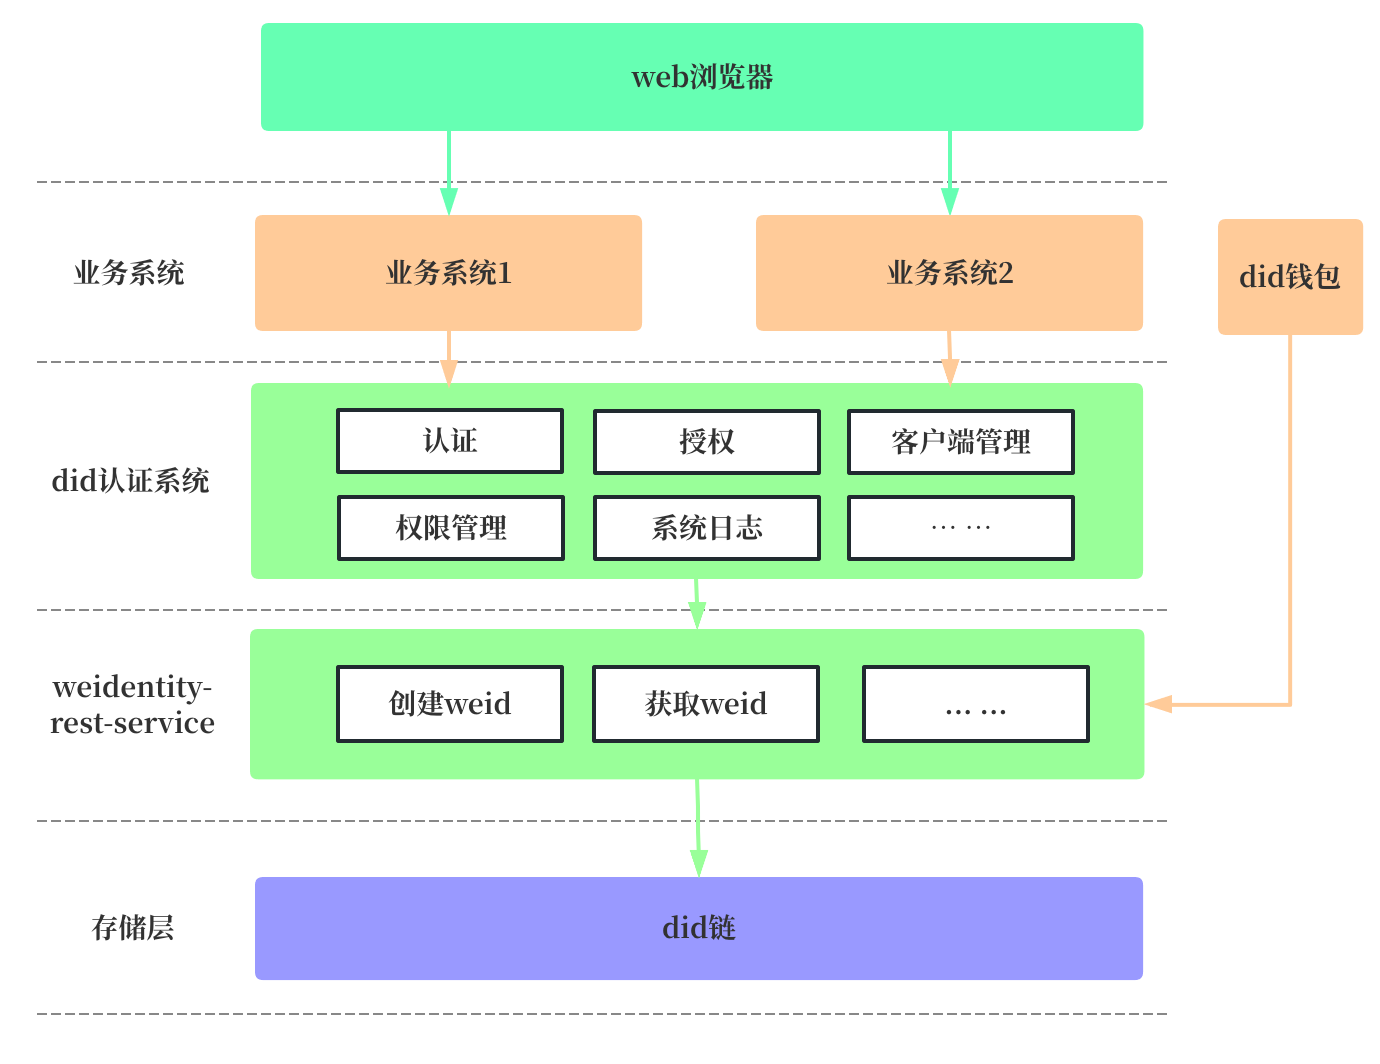 web浏览器
业务系统
业务系统1
业务系统2
did钱包
did认证系统
认证
授权
客户端管理
权限管理
系统日志
… …
weidentity-
rest-service
创建weid
获取weid
... ...
存储层
did链